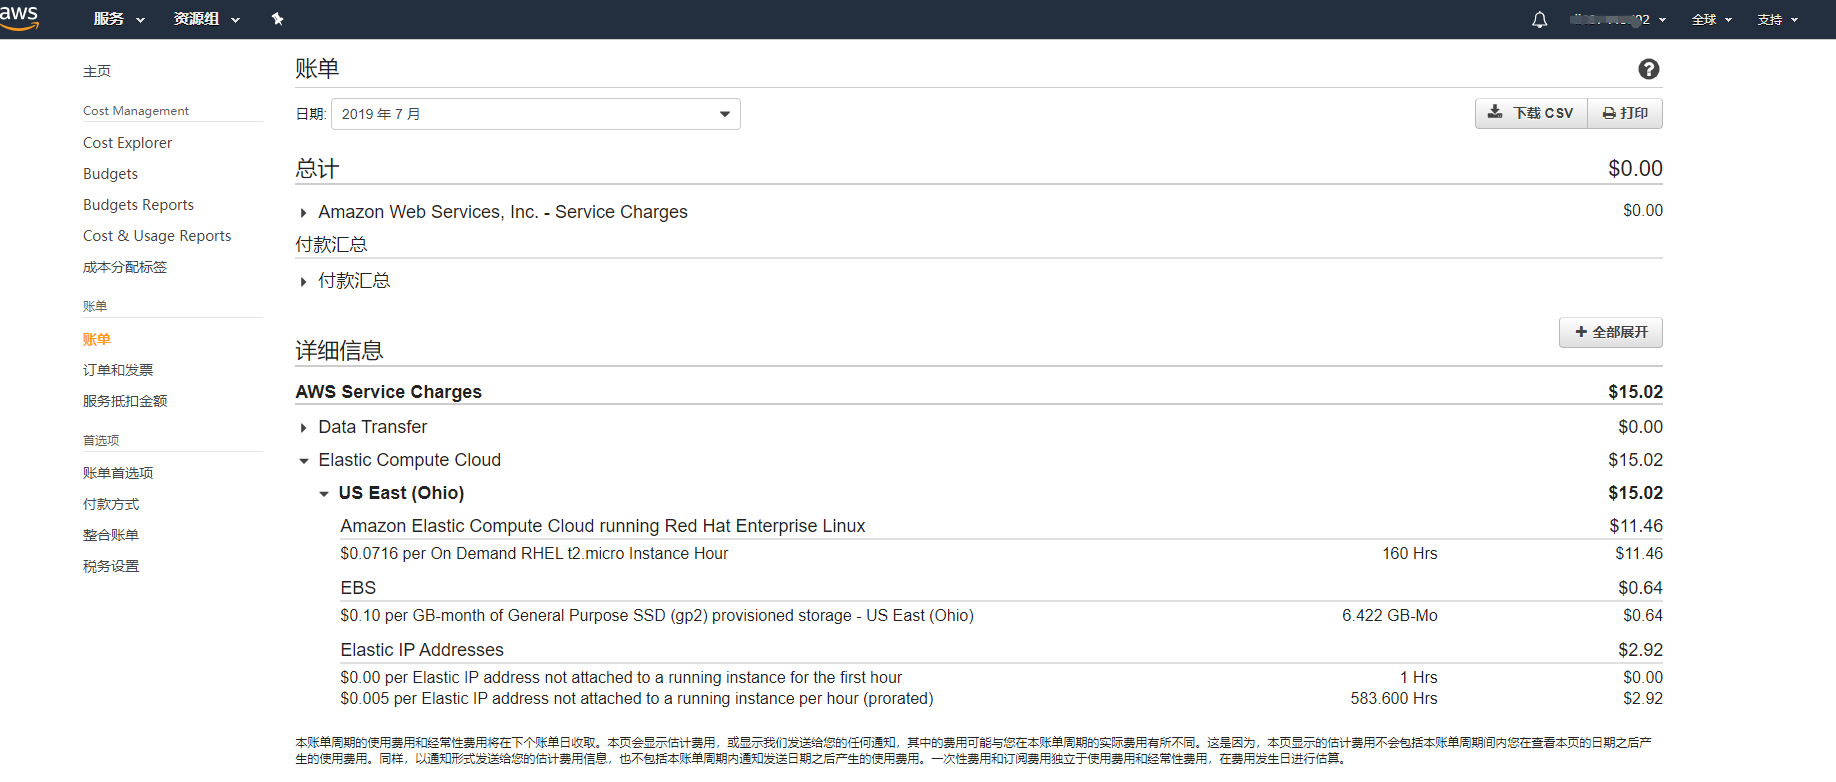 aws 服务 资源组 全球 支持
主页
Cost Management
Cost Explorer
Budgets
Budgets Reports
Cost & Usage Reports
成本分配标签
账单
账单
订单和发票
服务抵扣金额
首选项
账单首选项
付款方式
整合账单
税务设置
账单
日期: 2019 年 7 月 下载 CSV 打印
总计 $0.00
Amazon Web Services, Inc. - Service Charges $0.00
付款汇总
付款汇总
详细信息 全部展开
AWS Service Charges $15.02
Data Transfer $0.00
Elastic Compute Cloud $15.02
US East (Ohio) $15.02
Amazon Elastic Compute Cloud running Red Hat Enterprise Linux $11.46
$0.0716 per On Demand RHEL t2.micro Instance Hour 160 Hrs $11.46
EBS $0.64
$0.10 per GB-month of General Purpose SSD (gp2) provisioned storage - US East (Ohio) 6.422 GB-Mo $0.64
Elastic IP Addresses $2.92
$0.00 per Elastic IP address not attached to a running instance for the first hour 1 Hrs $0.00
$0.005 per Elastic IP address not attached to a running instance per hour (prorated) 583.600 Hrs $2.92
本账单周期的使用费用和经常性费用将在下个账单日收取。本页会显示估计费用，或显示我们发送给您的任何通知，其中的费用可能与您在本账单周期的实际费用有所不同。这是因为，本页显示的估计费用不会包括本账单周期间内您在查看本页的日期之后产
生的使用费用。同样，以通知形式发送给您的估计费用信息，也不包括本账单周期内通知发送日期之后产生的使用费用。一次性费用和订阅费用独立于使用费用和经常性费用，在费用发生日进行估算。